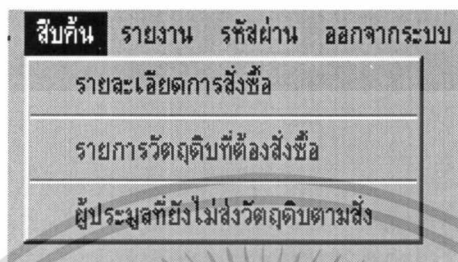 สืบค้น รายงาน รหัสผ่าน ออกจากระบบ
รายละเอียดการสั่งซื้อ
รายการวัตถุดิบที่ต้องสั่งซื้อ
ผู้ประมูลที่ยังไม่ส่งวัตถุดิบตามสั่ง